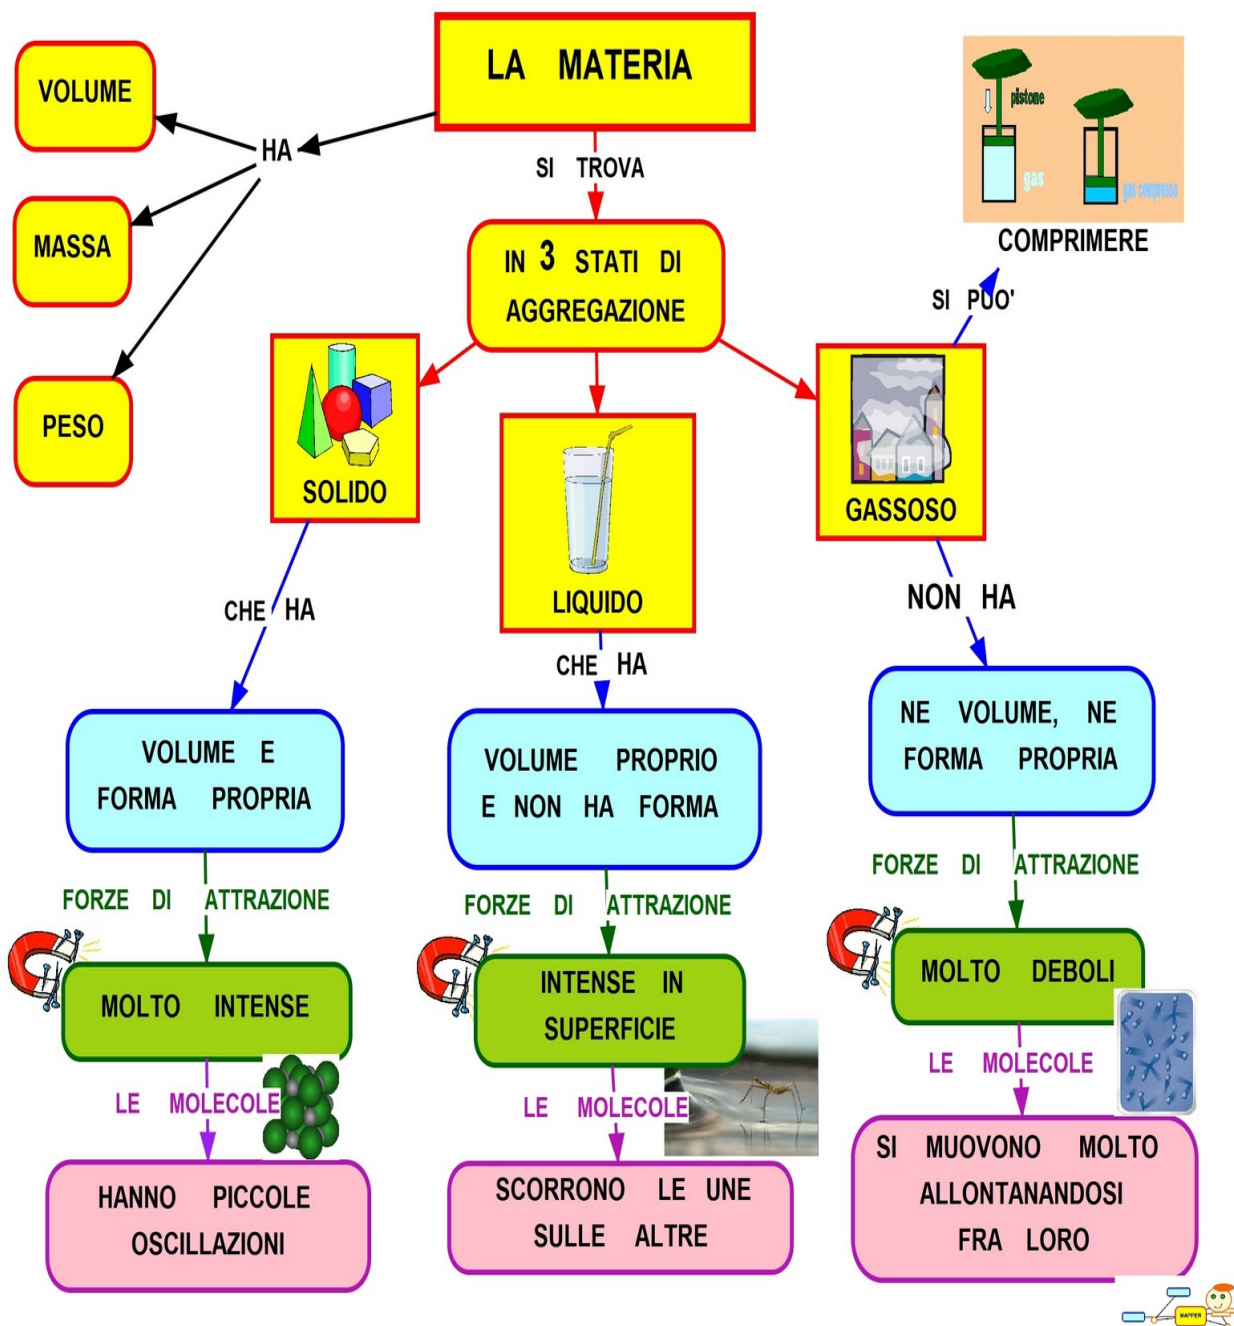 LA MATERIA
VOLUME
HA
MASSA
PESO
SI TROVA
IN 3 STATI DI
AGGREGAZIONE
pistone
gas
gas compresso
COMPRIMERE
SI PUO'
SOLIDO
LIQUIDO
GASSOSO
CHE HA
CHE HA
NON HA
VOLUME E
FORMA PROPRIA
VOLUME PROPRIO
E NON HA FORMA
NE VOLUME, NE
FORMA PROPRIA
FORZE DI ATTRAZIONE
FORZE DI ATTRAZIONE
FORZE DI ATTRAZIONE
MOLTO INTENSE
INTENSE IN
SUPERFICIE
MOLTO DEBOLI
LE MOLECOLE
LE MOLECOLE
LE MOLECOLE
HANNO PICCOLE
OSCILLAZIONI
SCORRONO LE UNE
SULLE ALTRE
SI MUOVONO MOLTO
ALLONTANANDOSI
FRA LORO
MAPPER